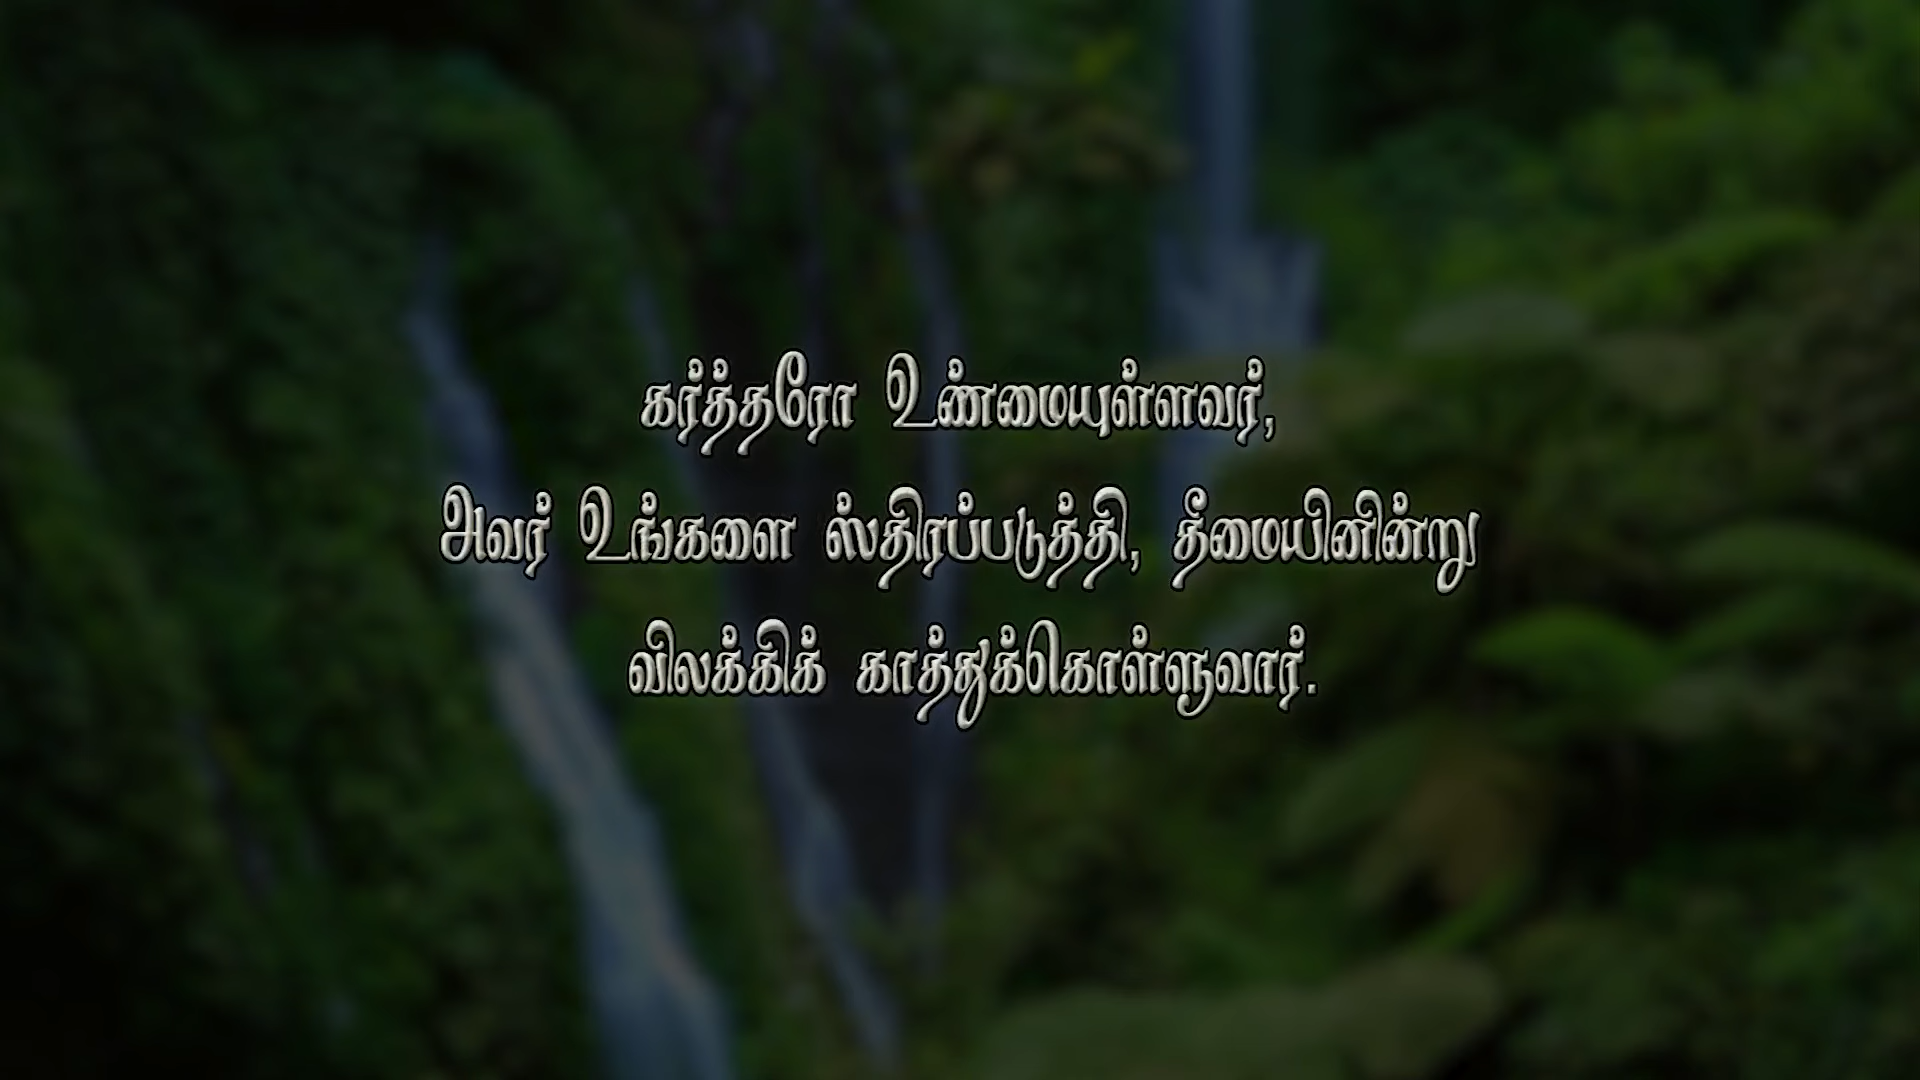 கர்த்தரோ உண்மையுள்ளவர்,
அவர் உங்களை ஸ்திரப்படுத்தி, தீமையினின்று
விலக்கிக் காத்துக்கொள்ளுவார்.